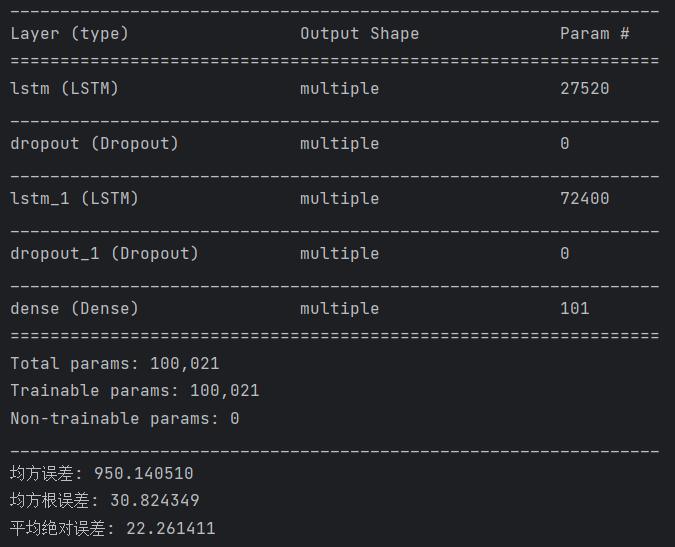 _________________________________________________________________
Layer (type)                 Output Shape              Param #
=================================================================
lstm (LSTM)                  multiple                  27520
_________________________________________________________________
dropout (Dropout)            multiple                  0
_________________________________________________________________
lstm_1 (LSTM)                multiple                  72400
_________________________________________________________________
dropout_1 (Dropout)          multiple                  0
_________________________________________________________________
dense (Dense)                multiple                  101
=================================================================
Total params: 100,021
Trainable params: 100,021
Non-trainable params: 0
_________________________________________________________________
均方误差: 950.140510
均方根误差: 30.824349
平均绝对误差: 22.261411